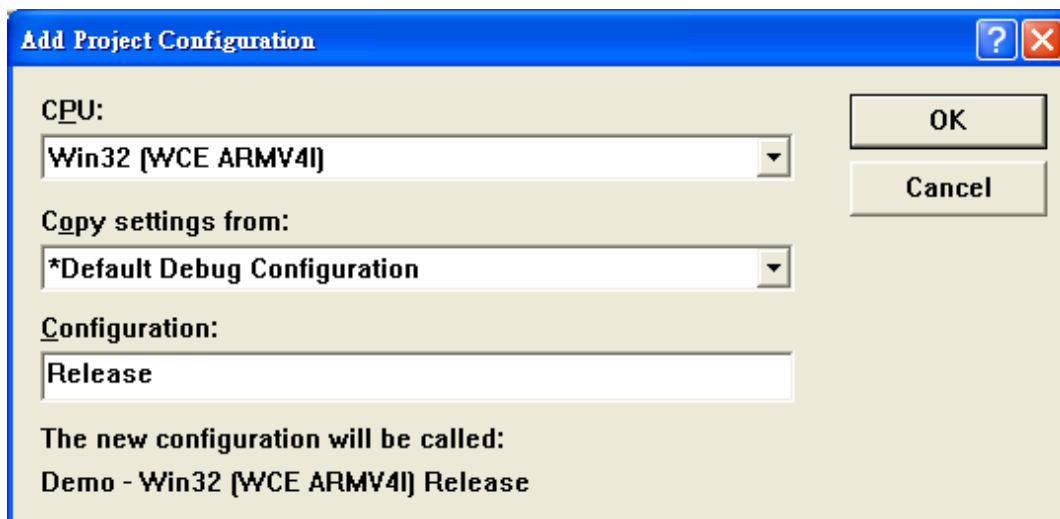 Add Project Configuration
CPU:
OK
Win32 (WCE ARMV4I)
Cancel
Copy settings from:
*Default Debug Configuration
Configuration:
Release
The new configuration will be called:
Demo - Win32 (WCE ARMV4I) Release